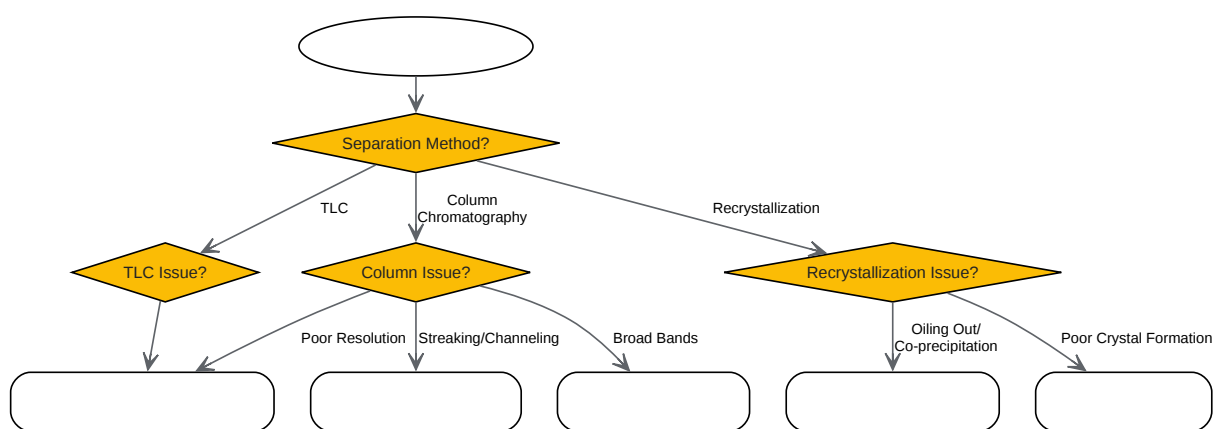 Separation Method?
TLC
Column
Chromatography
Recrystallization
TLC Issue?
Column Issue?
Recrystallization Issue?
Poor Resolution
Streaking/Channeling
Broad Bands
Oiling Out/
Co-precipitation
Poor Crystal Formation